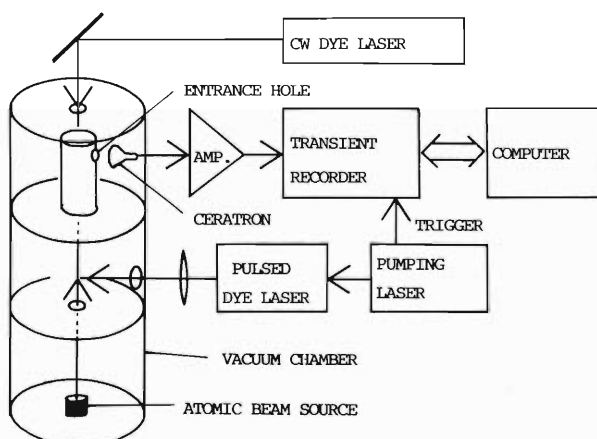 CW DYE LASER
ENTRANCE HOLE
AMP.
TRANSIENT
RECORDER
COMPUTER
CERATRON
TRIGGER
PULSED
DYE LASER
PUMPING
LASER
VACUUM CHAMBER
ATOMIC BEAM SOURCE